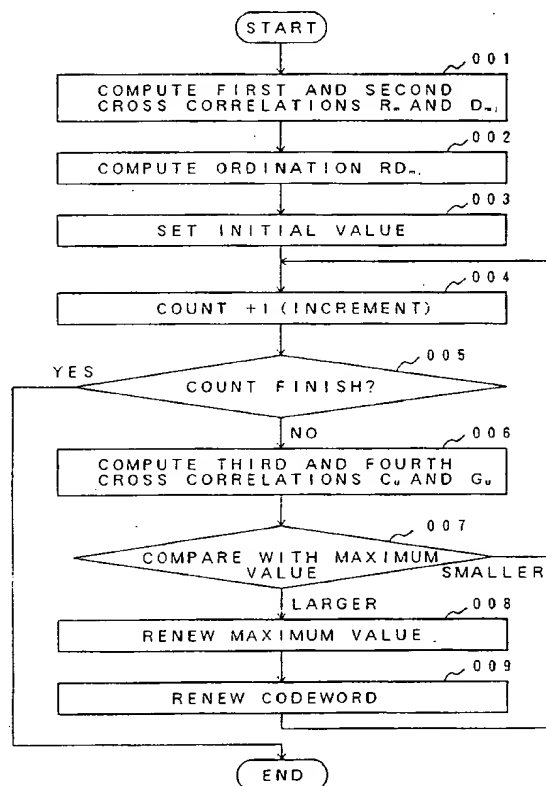 START
001
COMPUTE FIRST AND SECOND
CROSS CORRELATIONS Rm AND Dmj
002
COMPUTE ORDINATION RDmj
003
SET INITIAL VALUE
004
COUNT +1 (INCREMENT)
005
YES
COUNT FINISH?
NO
006
COMPUTE THIRD AND FOURTH
CROSS CORRELATIONS Cu AND Gu
007
COMPARE WITH MAXIMUM
VALUE
SMALLER
LARGER
008
RENEW MAXIMUM VALUE
009
RENEW CODEWORD
END